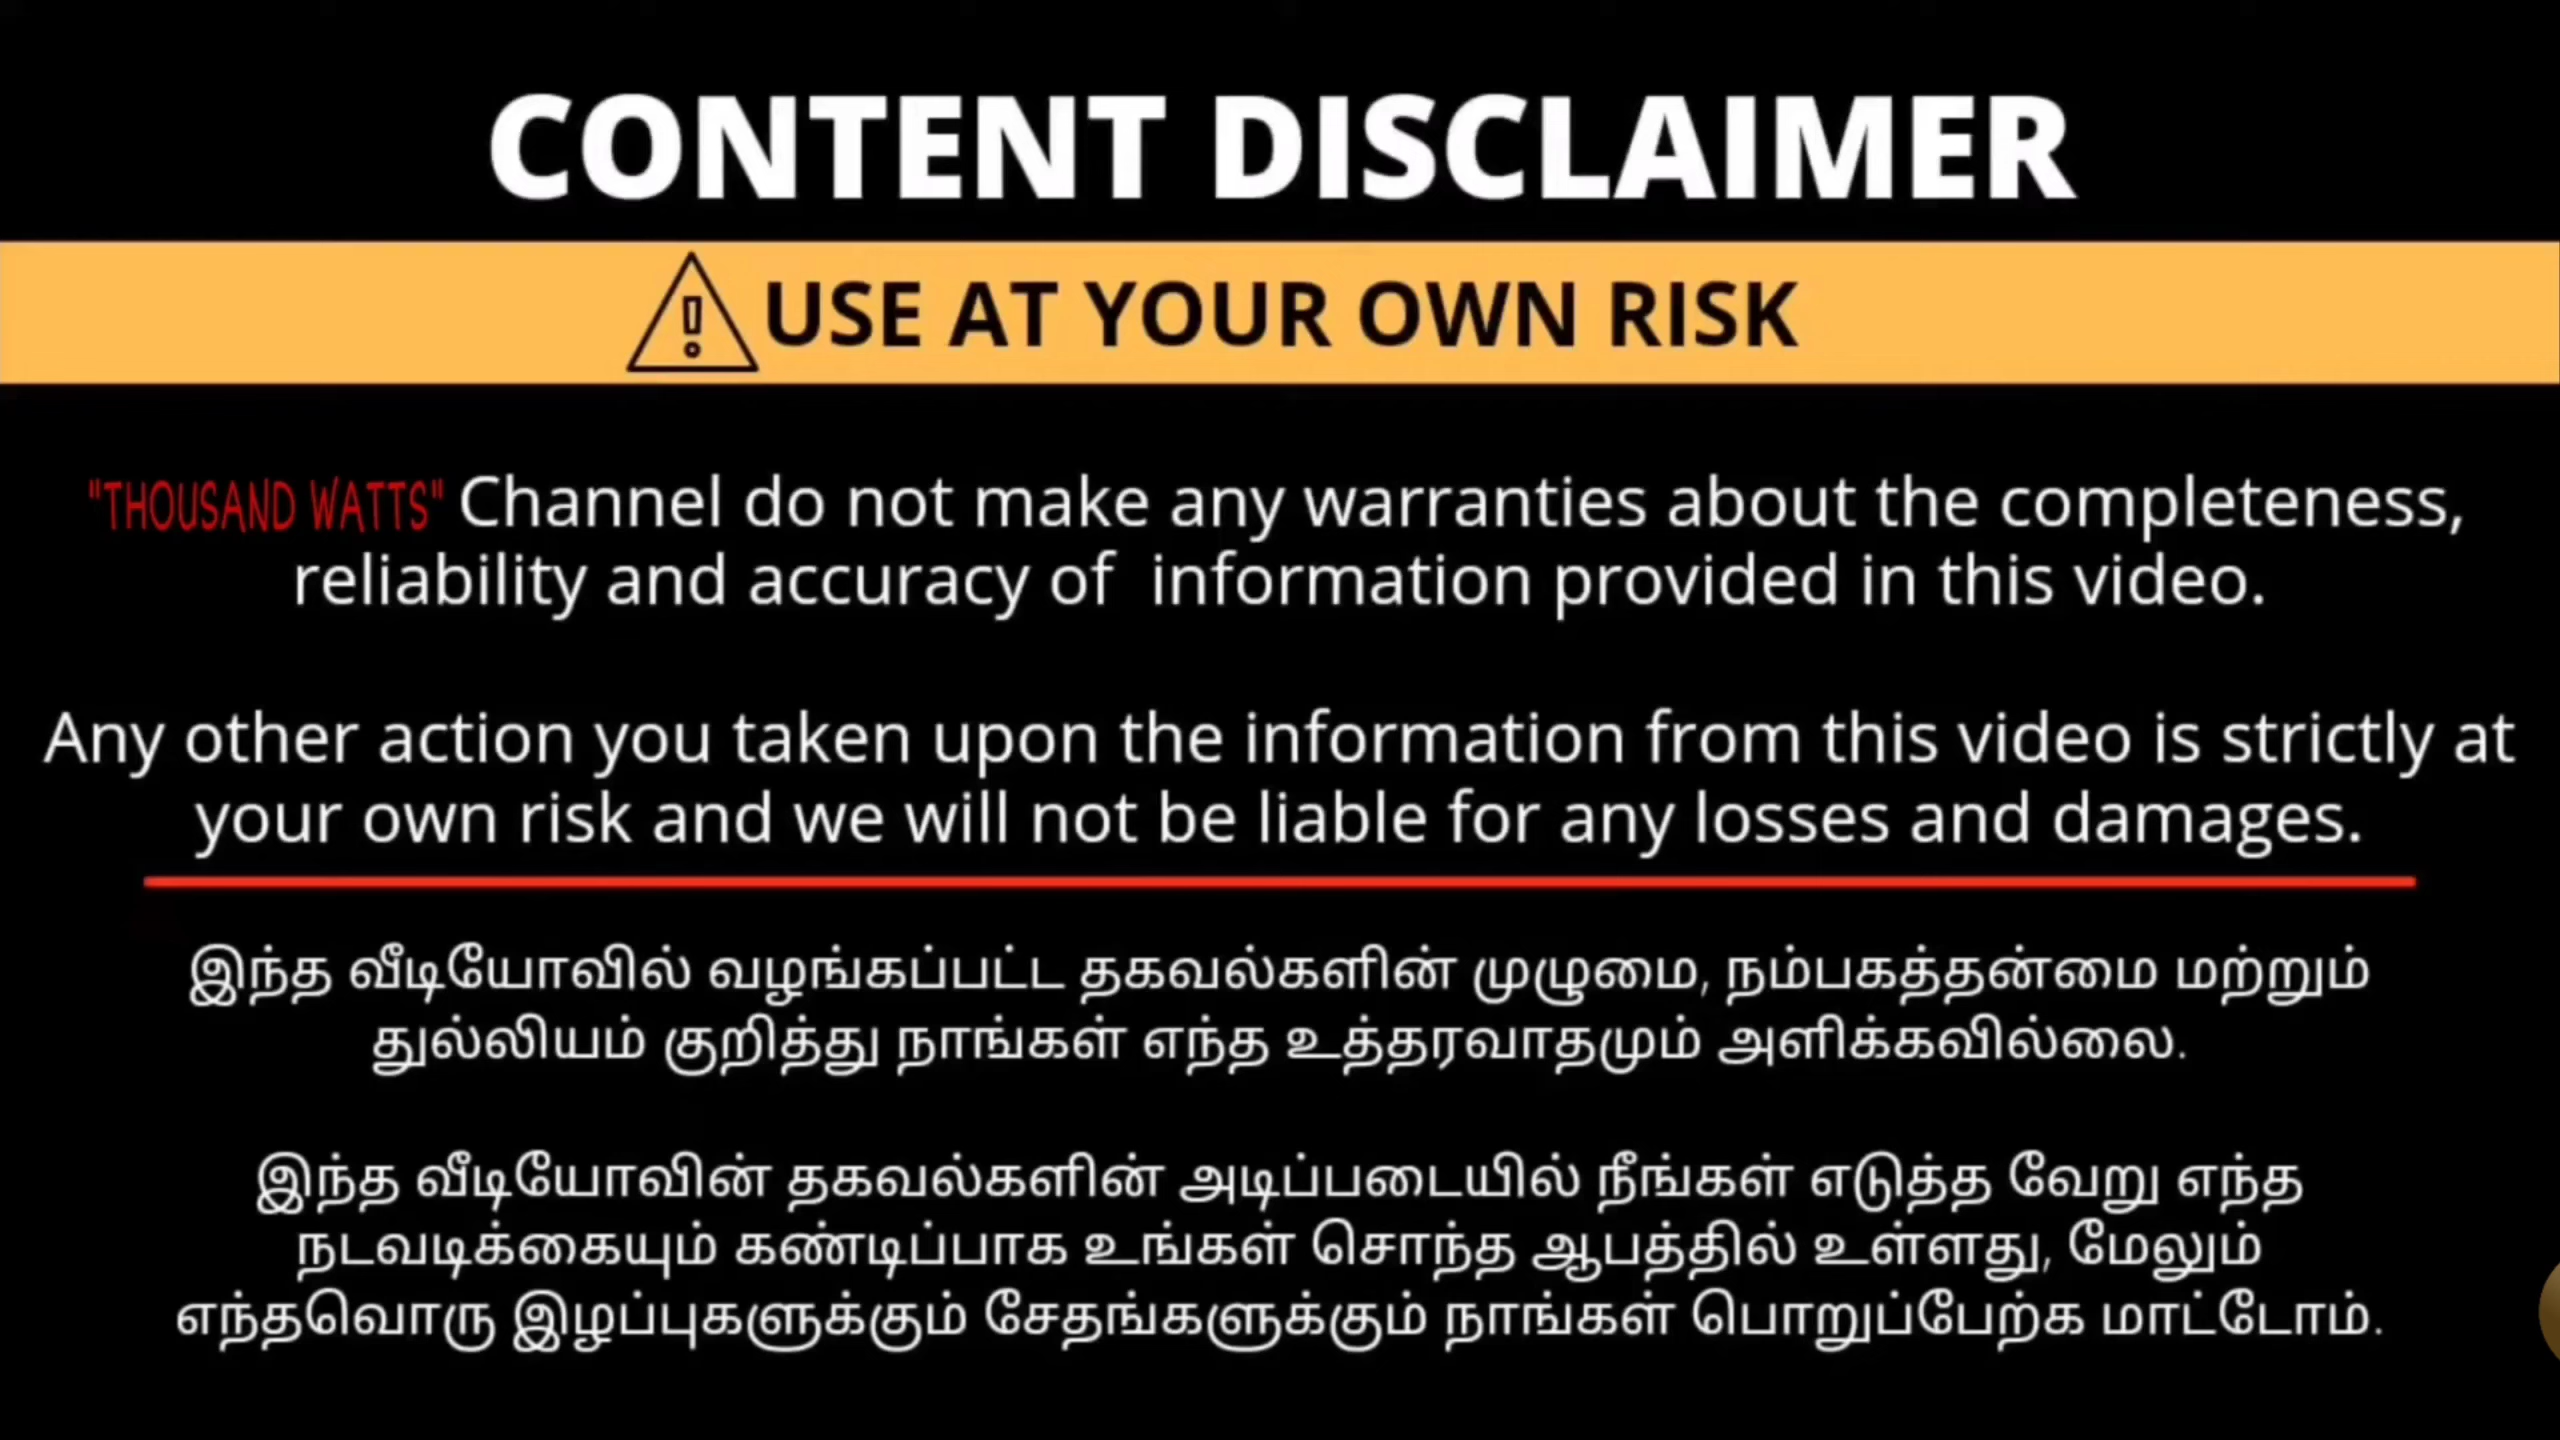 CONTENT DISCLAIMER
USE AT YOUR OWN RISK
"THOUSAND WATTS" Channel do not make any warranties about the completeness,
reliability and accuracy of information provided in this video.
Any other action you taken upon the information from this video is strictly at
your own risk and we will not be liable for any losses and damages.
இந்த வீடியோவில் வழங்கப்பட்ட தகவல்களின் முழுமை, நம்பகத்தன்மை மற்றும்
துல்லியம் குறித்து நாங்கள் எந்த உத்தரவாதமும் அளிக்கவில்லை.
இந்த வீடியோவின் தகவல்களின் அடிப்படையில் நீங்கள் எடுத்த வேறு எந்த
நடவடிக்கையும் கண்டிப்பாக உங்கள் சொந்த ஆபத்தில் உள்ளது, மேலும்
எந்தவொரு இழப்புகளுக்கும் சேதங்களுக்கும் நாங்கள் பொறுப்பேற்க மாட்டோம்.